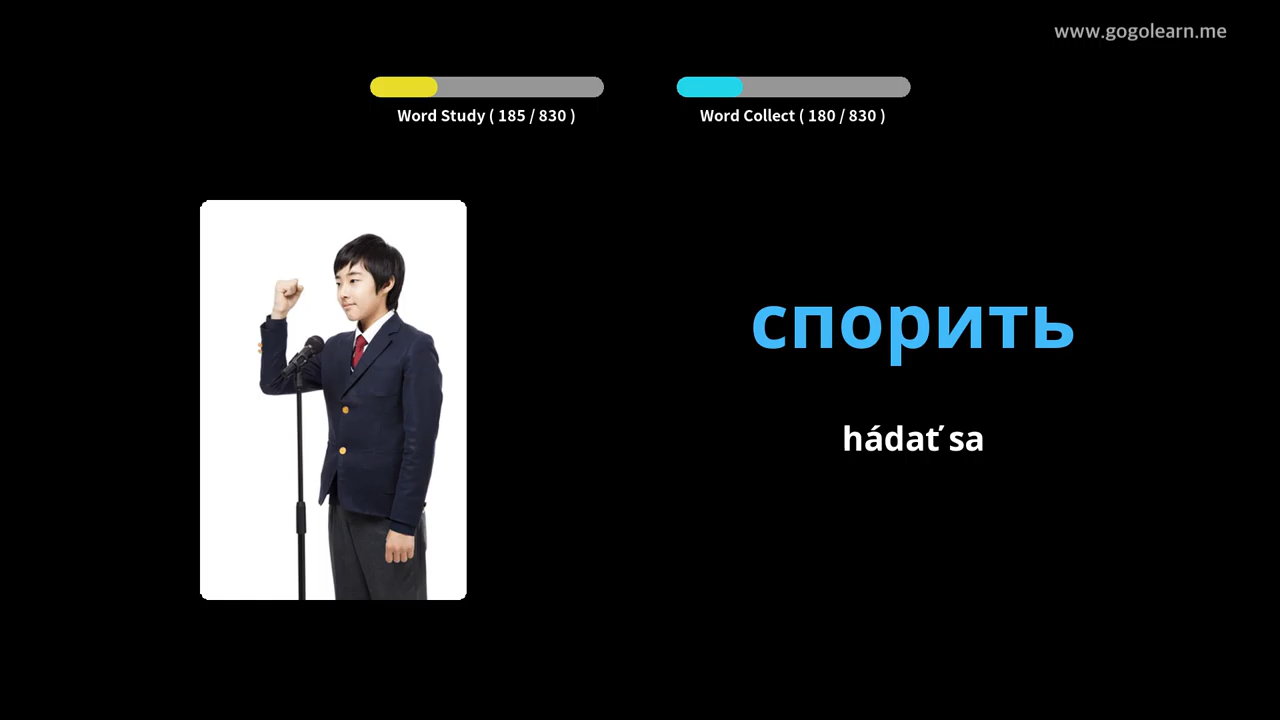 www.gogolearn.me
Word Study ( 185 / 830 )
Word Collect ( 180 / 830 )
спорить
hádať sa